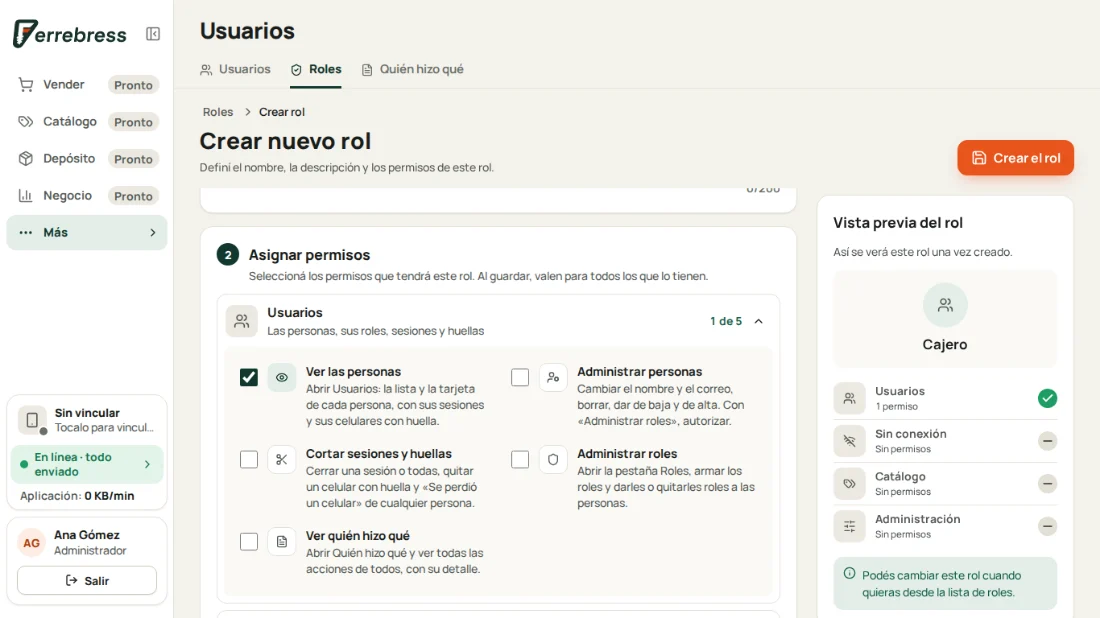 Ferrebress
Vender
Pronto
Catálogo
Pronto
Depósito
Pronto
Negocio
Pronto
Más
Sin vincular
Tocalo para vincul...
En línea · todo
enviado
Aplicación: 0 KB/min
AG
Ana Gómez
Administrador
Salir
Usuarios
Usuarios
Roles
Quién hizo qué
Roles > Crear rol
Crear nuevo rol
Definí el nombre, la descripción y los permisos de este rol.
Crear el rol
0/200
2
Asignar permisos
Seleccioná los permisos que tendrá este rol. Al guardar, valen para todos los que lo tienen.
Usuarios
Las personas, sus roles, sesiones y huellas
1 de 5
Ver las personas
Abrir Usuarios: la lista y la tarjeta
de cada persona, con sus sesiones
y sus celulares con huella.
Administrar personas
Cambiar el nombre y el correo,
borrar, dar de baja y de alta. Con
«Administrar roles», autorizar.
Cortar sesiones y huellas
Cerrar una sesión o todas, quitar
un celular con huella y «Se perdió
un celular» de cualquier persona.
Administrar roles
Abrir la pestaña Roles, armar los
roles y darles o quitarles roles a las
personas.
Ver quién hizo qué
Abrir Quién hizo qué y ver todas las
acciones de todos, con su detalle.
Vista previa del rol
Así se verá este rol una vez creado.
Cajero
Usuarios
1 permiso
Sin conexión
Sin permisos
Catálogo
Sin permisos
Administración
Sin permisos
Podés cambiar este rol cuando
quieras desde la lista de roles.